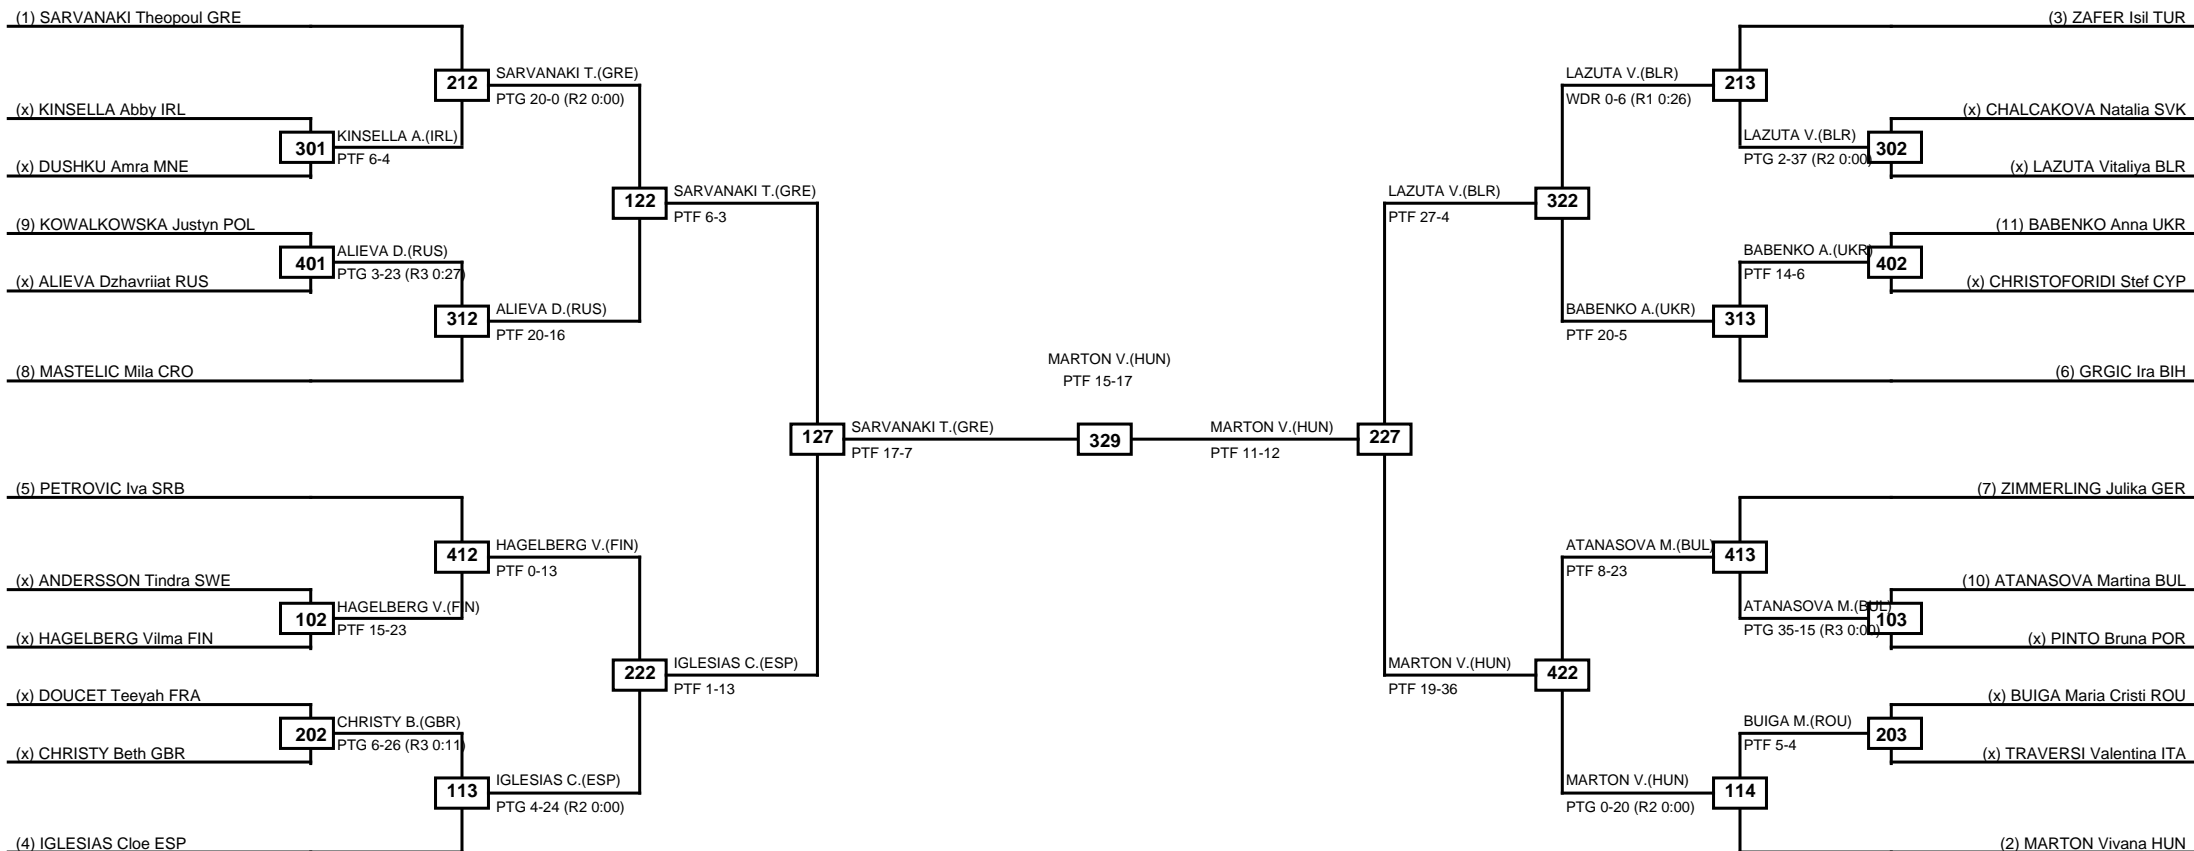 (1) SARVANAKI Theopoul GRE
(x) KINSELLA Abby IRL
(x) DUSHKU Amra MNE
(9) KOWALKOWSKA Justyn POL
(x) ALIEVA Dzhavriiat RUS
(8) MASTELIC Mila CRO
(5) PETROVIC Iva SRB
(x) ANDERSSON Tindra SWE
(x) HAGELBERG Vilma FIN
(x) DOUCET Teeyah FRA
(x) CHRISTY Beth GBR
(4) IGLESIAS Cloe ESP
301
KINSELLA A.(IRL)
PTF 6-4
401
ALIEVA D.(RUS)
PTG 3-23 (R3 0:27)
102
HAGELBERG V.(FIN)
PTF 15-23
202
CHRISTY B.(GBR)
PTG 6-26 (R3 0:11)
212
SARVANAKI T.(GRE)
PTG 20-0 (R2 0:00)
312
ALIEVA D.(RUS)
PTF 20-16
412
HAGELBERG V.(FIN)
PTF 0-13
113
IGLESIAS C.(ESP)
PTG 4-24 (R2 0:00)
122
SARVANAKI T.(GRE)
PTF 6-3
222
IGLESIAS C.(ESP)
PTF 1-13
127
SARVANAKI T.(GRE)
PTF 17-7
MARTON V.(HUN)
PTF 15-17
329
MARTON V.(HUN)
PTF 11-12
227
LAZUTA V.(BLR)
PTF 27-4
322
MARTON V.(HUN)
PTF 19-36
422
LAZUTA V.(BLR)
WDR 0-6 (R1 0:26)
213
BABENKO A.(UKR)
PTF 20-5
313
ATANASOVA M.(BUL)
PTF 8-23
413
MARTON V.(HUN)
PTG 0-20 (R2 0:00)
114
LAZUTA V.(BLR)
PTG 2-37 (R2 0:00)
302
BABENKO A.(UKR)
PTF 14-6
402
ATANASOVA M.(BUL)
PTG 35-15 (R3 0:00)
103
BUIGA M.(ROU)
PTF 5-4
203
(3) ZAFER Isil TUR
(x) CHALCAKOVA Natalia SVK
(x) LAZUTA Vitaliya BLR
(11) BABENKO Anna UKR
(x) CHRISTOFORIDI Stef CYP
(6) GRGIC Ira BIH
(7) ZIMMERLING Julika GER
(10) ATANASOVA Martina BUL
(x) PINTO Bruna POR
(x) BUIGA Maria Cristi ROU
(x) TRAVERSI Valentina ITA
(2) MARTON Vivana HUN